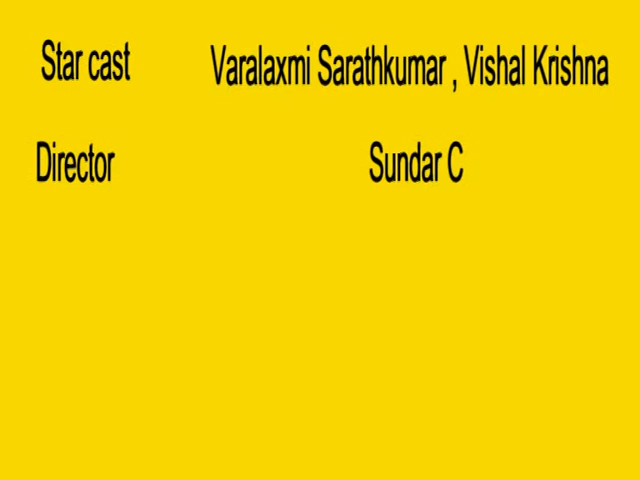 Star cast Varalaxmi Sarathkumar , Vishal Krishna
Director Sundar C